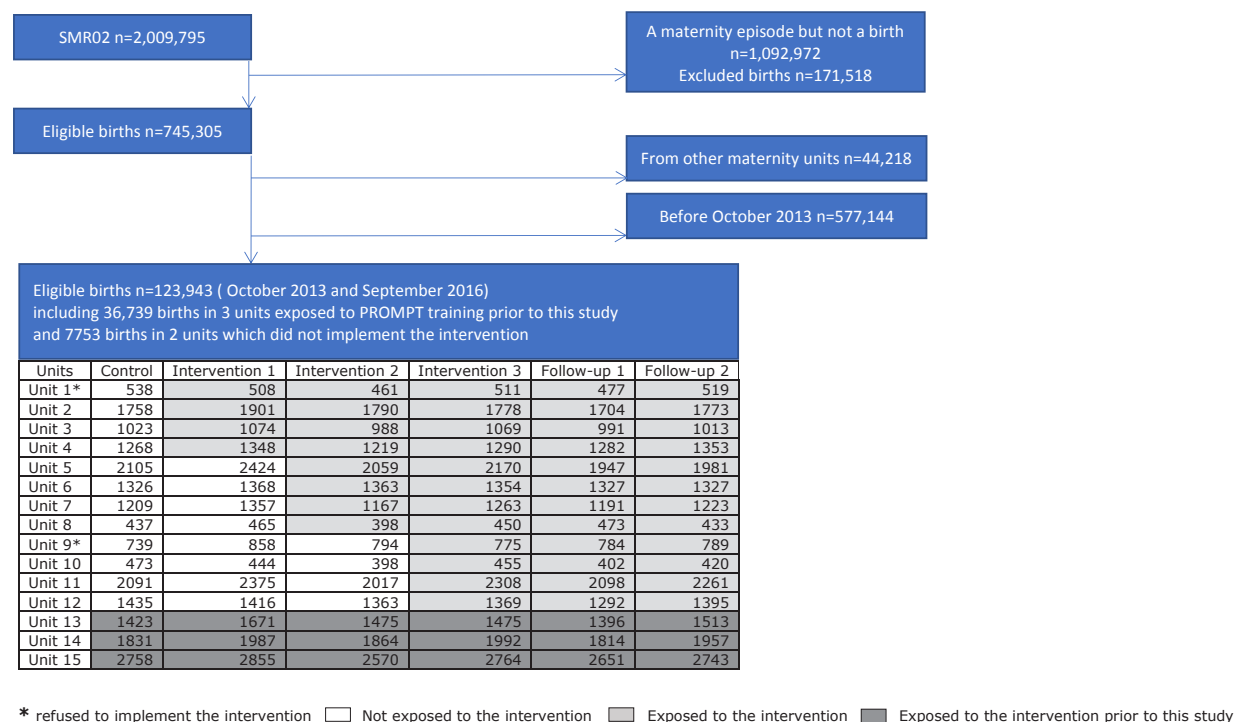 SMR02 n=2,009,795
A maternity episode but not a birth
n=1,092,972
Excluded births n=171,518
Eligible births n=745,305
From other maternity units n=44,218
Before October 2013 n=577,144
Eligible births n=123,943 ( October 2013 and September 2016)
including 36,739 births in 3 units exposed to PROMPT training prior to this study
and 7753 births in 2 units which did not implement the intervention
Units Control Intervention 1 Intervention 2 Intervention 3 Follow-up 1 Follow-up 2
Unit 1* 538 508 461 511 477 519
Unit 2 1758 1901 1790 1778 1704 1773
Unit 3 1023 1074 988 1069 991 1013
Unit 4 1268 1348 1219 1290 1282 1353
Unit 5 2105 2424 2059 2170 1947 1981
Unit 6 1326 1368 1363 1354 1327 1327
Unit 7 1209 1357 1167 1263 1191 1223
Unit 8 437 465 398 450 473 433
Unit 9* 739 858 794 775 784 789
Unit 10 473 444 398 455 402 420
Unit 11 2091 2375 2017 2308 2098 2261
Unit 12 1435 1416 1363 1369 1292 1395
Unit 13 1423 1671 1475 1475 1396 1513
Unit 14 1831 1987 1864 1992 1814 1957
Unit 15 2758 2855 2570 2764 2651 2743
* refused to implement the intervention Not exposed to the intervention Exposed to the intervention Exposed to the intervention prior to this study